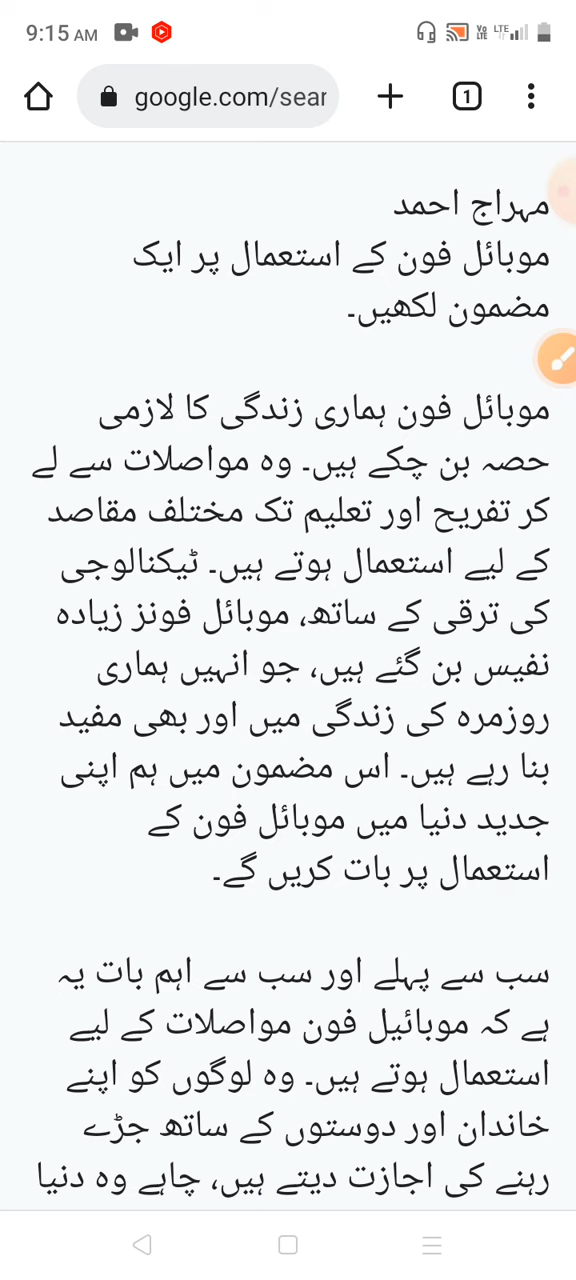 9:15 AM
VoLTE LTE
google.com/sear
1
مہراج احمد
موبائل فون کے استعمال پر ایک
مضمون لکھیں۔
موبائل فون ہماری زندگی کا لازمی
حصہ بن چکے ہیں۔ وہ مواصلات سے لے
کر تفریح اور تعلیم تک مختلف مقاصد
کے لیے استعمال ہوتے ہیں۔ ٹیکنالوجی
کی ترقی کے ساتھ، موبائل فونز زیادہ
نفیس بن گئے ہیں، جو انہیں ہماری
روزمرہ کی زندگی میں اور بھی مفید
بنا رہے ہیں۔ اس مضمون میں ہم اپنی
جدید دنیا میں موبائل فون کے
استعمال پر بات کریں گے۔
سب سے پہلے اور سب سے اہم بات یہ
ہے کہ موبائیل فون مواصلات کے لیے
استعمال ہوتے ہیں۔ وہ لوگوں کو اپنے
خاندان اور دوستوں کے ساتھ جڑے
رہنے کی اجازت دیتے ہیں، چاہے وہ دنیا